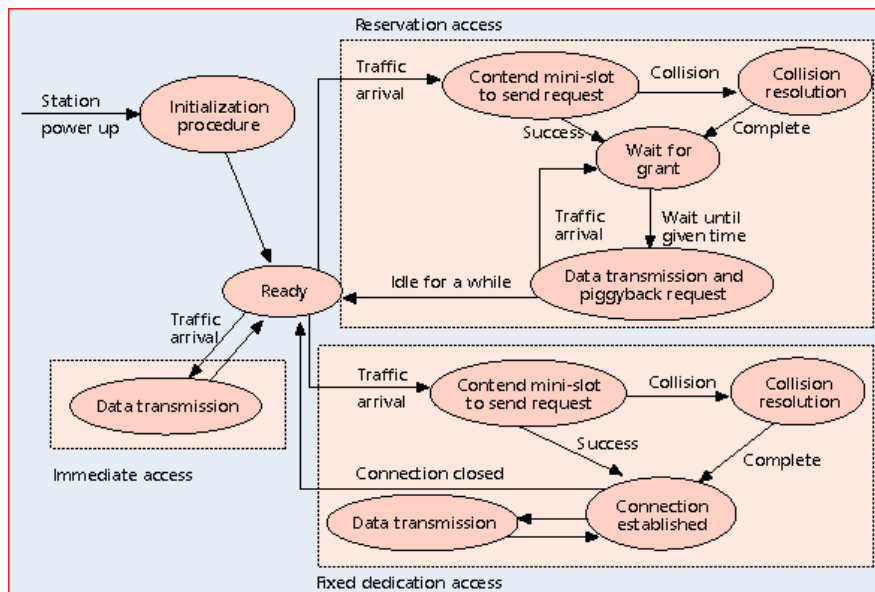 Reservation access
Station
power up
Initialization
procedure
Traffic
arrival
Contend mini-slot
to send request
Collision
Collision
resolution
Success
Complete
Wait for
grant
Traffic
arrival
Wait until
given time
Data transmission and
piggyback request
Idle for a while
Ready
Traffic
arrival
Data transmission
Immediate access
Traffic
arrival
Contend mini-slot
to send request
Collision
Collision
resolution
Success
Complete
Connection closed
Connection
established
Data transmission
Fixed dedication access